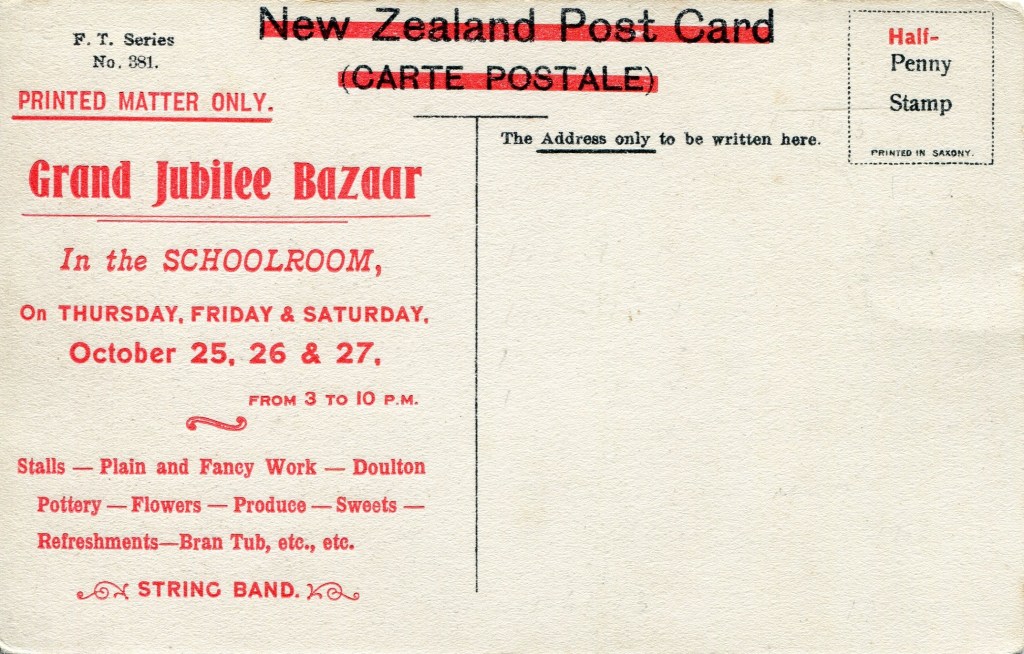 New Zealand Post Card
(CARTE POSTALE)
F. T. Series
No. 381.
PRINTED MATTER ONLY.
Grand Jubilee Bazaar
In the SCHOOLROOM,
On THURSDAY, FRIDAY & SATURDAY,
October 25, 26 & 27,
FROM 3 TO 10 P.M.
Stalls — Plain and Fancy Work — Doulton
Pottery — Flowers — Produce — Sweets —
Refreshments—Bran Tub, etc., etc.
STRING BAND.
The Address only to be written here.
Half-
Penny
Stamp
PRINTED IN SAXONY.